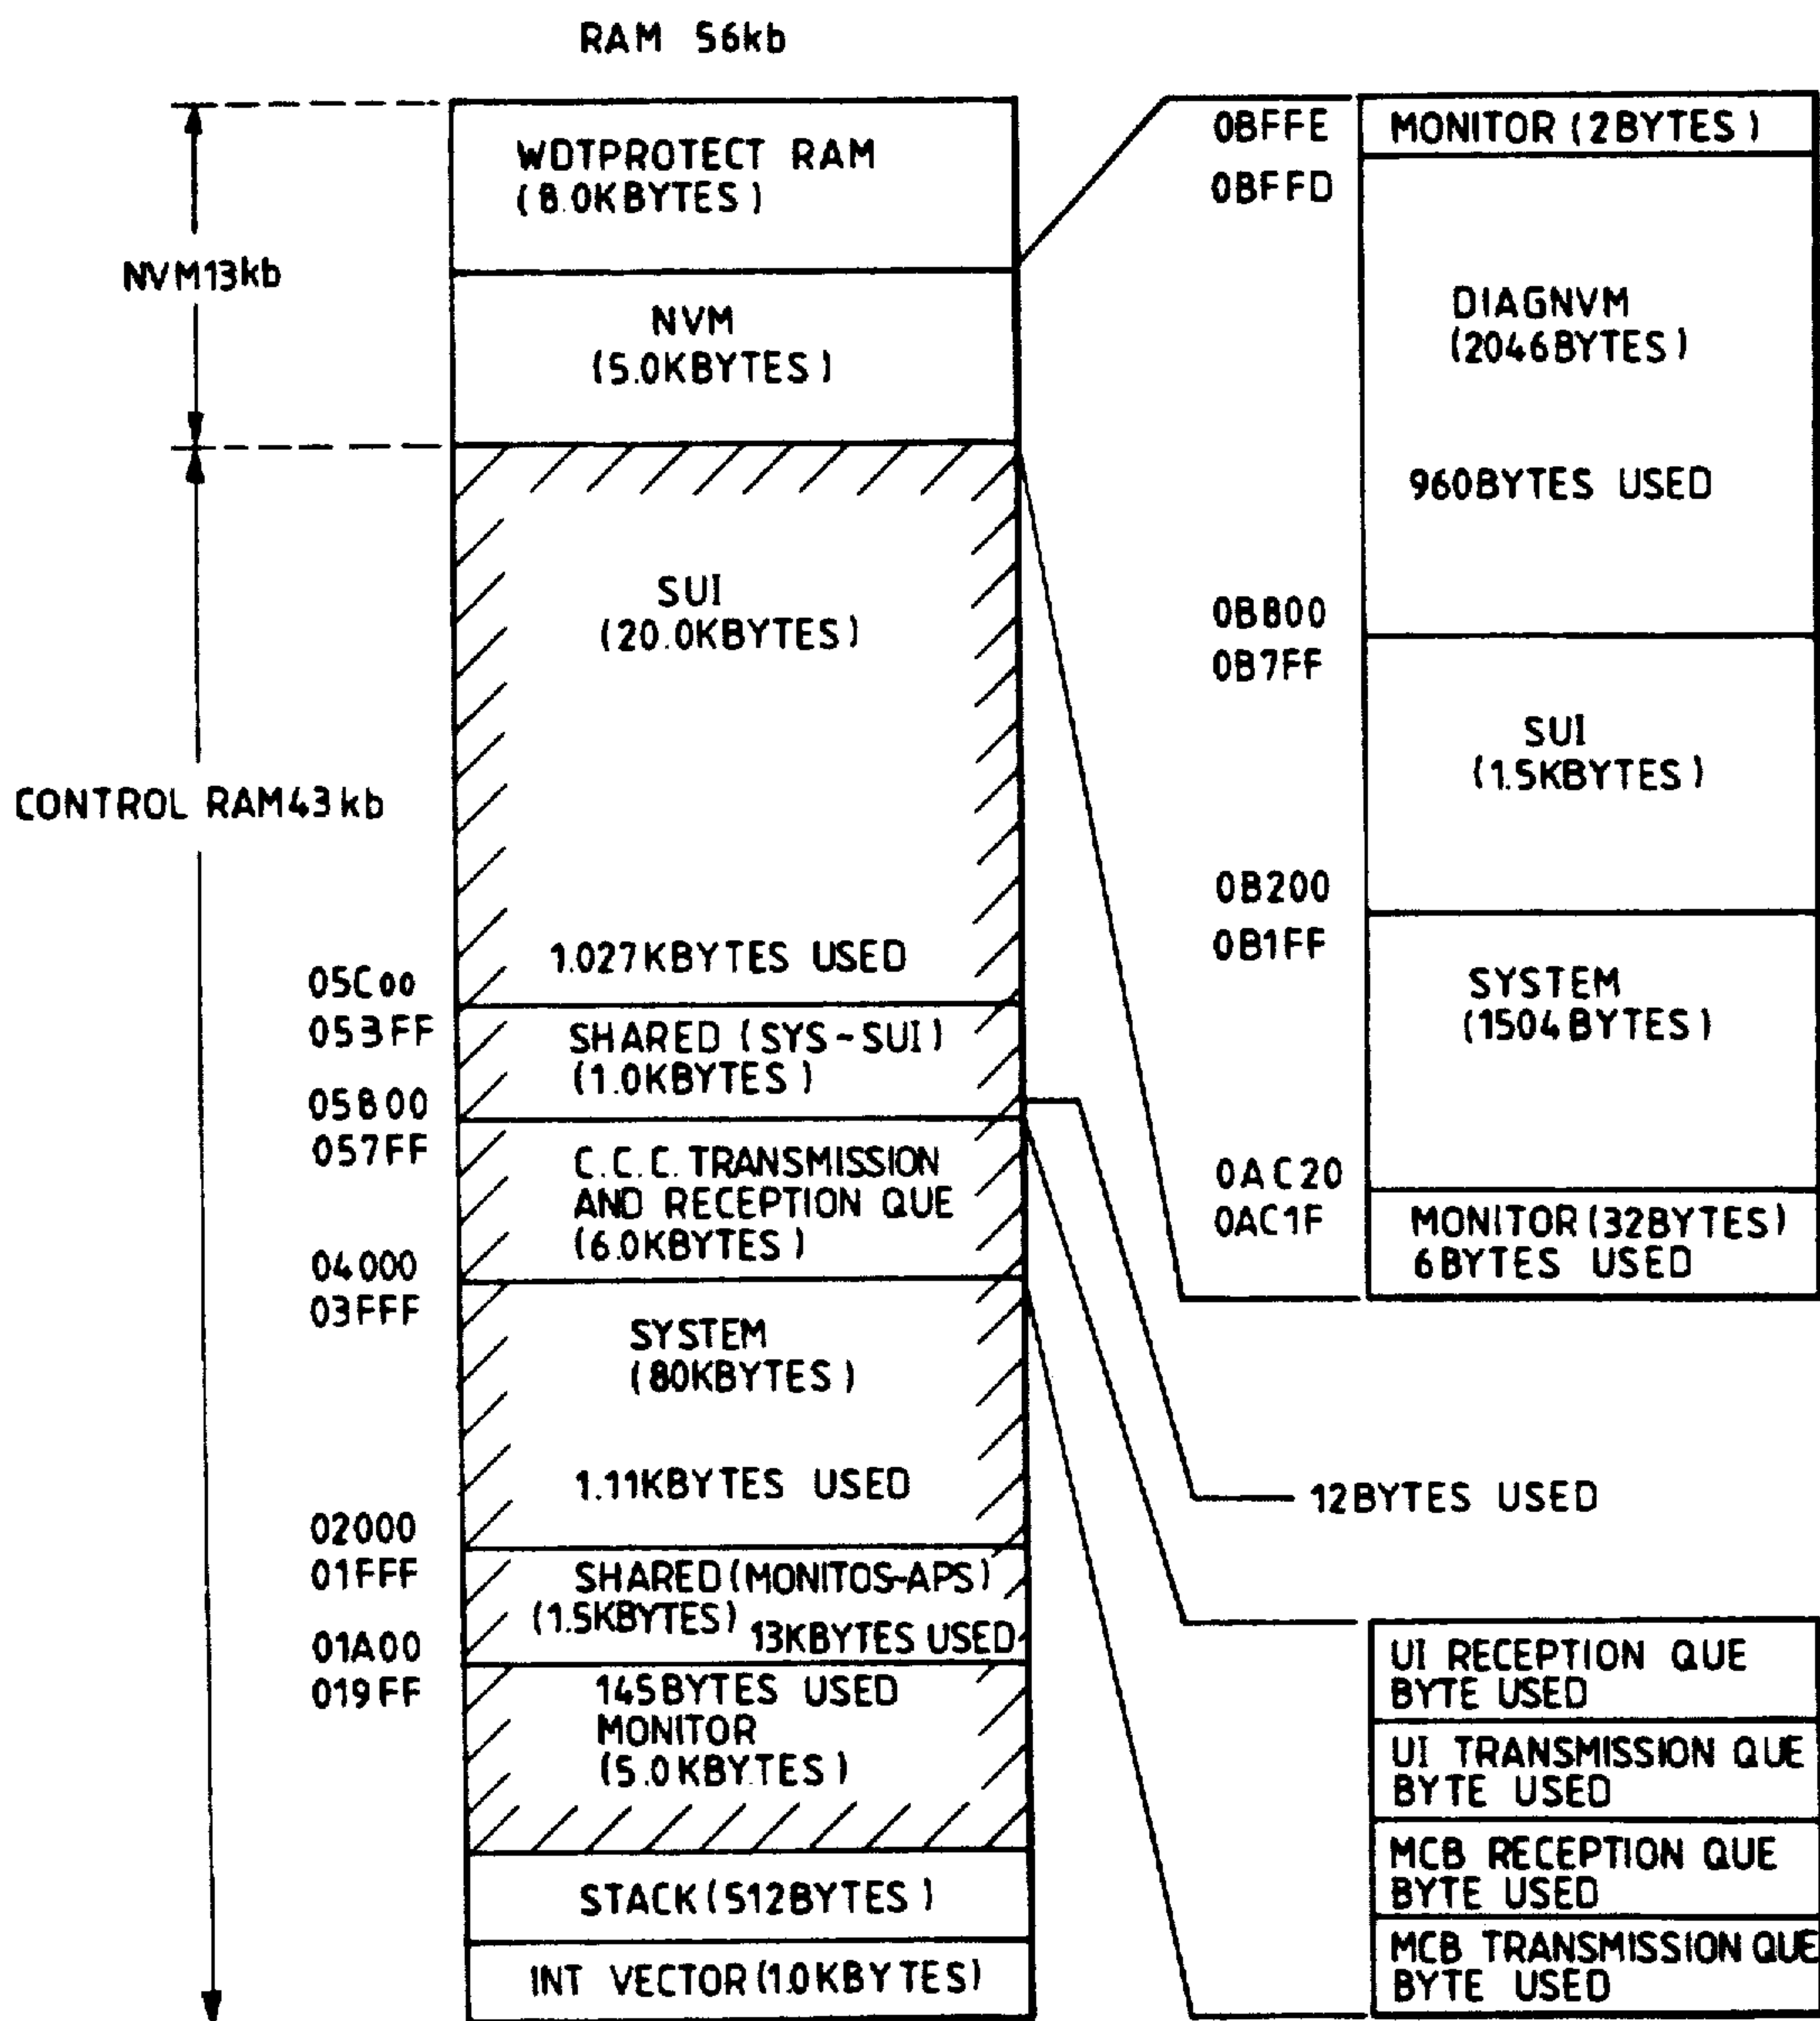 RAM 56kb
WDTPROTECT RAM
(8.0KBYTES)
NVM13kb
NVM
(5.0KBYTES)
SUI
(20.0KBYTES)
CONTROL RAM43kb
1.027KBYTES USED
05C00
053FF
SHARED (SYS-SUI)
(1.0KBYTES)
05800
057FF
C.C.C. TRANSMISSION
AND RECEPTION QUE
(6.0KBYTES)
04000
03FFF
SYSTEM
(80KBYTES)
1.11KBYTES USED
02000
01FFF
SHARED (MONITOS-APS)
(1.5KBYTES) 13KBYTES USED
01A00
019FF
145BYTES USED
MONITOR
(5.0KBYTES)
STACK (512BYTES)
INT VECTOR (1.0KBYTES)
0BFFE
MONITOR (2BYTES)
0BFFD
DIAGNVM
(2046BYTES)
960BYTES USED
0B800
0B7FF
SUI
(1.5KBYTES)
0B200
0B1FF
SYSTEM
(1504BYTES)
0AC20
0AC1F
MONITOR (32BYTES)
6BYTES USED
12BYTES USED
UI RECEPTION QUE
BYTE USED
UI TRANSMISSION QUE
BYTE USED
MCB RECEPTION QUE
BYTE USED
MCB TRANSMISSION QUE
BYTE USED